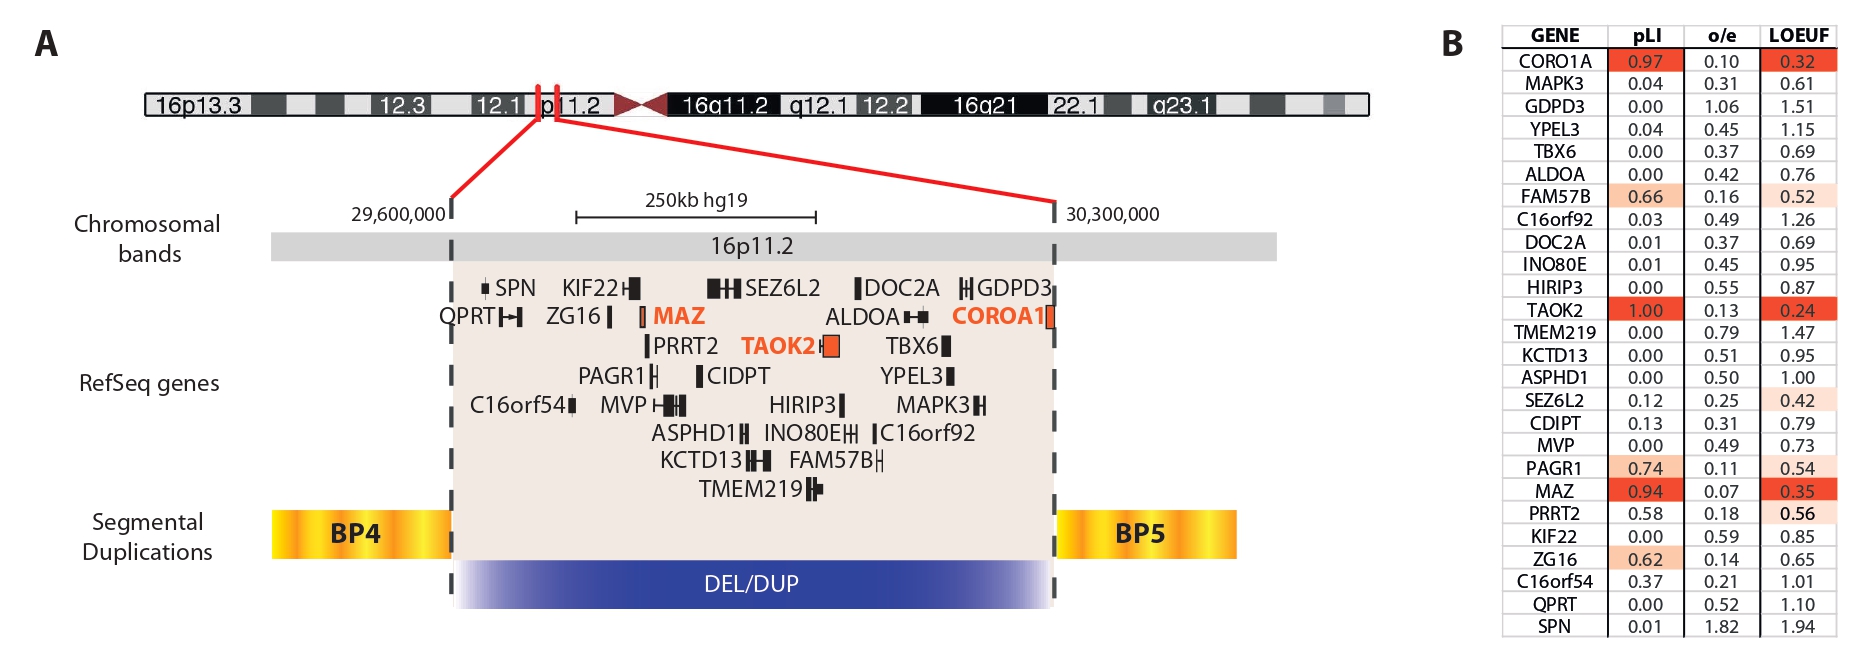 A
16p13.3 12.3 12.1 p11.2 16q11.2 q12.1 12.2 16q21 22.1 q23.1
29,600,000 250kb hg19 30,300,000
Chromosomal
bands
16p11.2
SPN KIF22 SEZ6L2 DOC2A GDPD3
QPRT ZG16 MAZ ALDOA COROA1
PRRT2 TAOK2 TBX6
RefSeq genes
PAGR1 CIDPT YPEL3
C16orf54 MVP HIRIP3 MAPK3
ASPHD1 INO80E C16orf92
KCTD13 FAM57B
TMEM219
Segmental
Duplications
BP4 BP5
DEL/DUP
B
GENE pLI o/e LOEUF
CORO1A 0.97 0.10 0.32
MAPK3 0.04 0.31 0.61
GDPD3 0.00 1.06 1.51
YPEL3 0.04 0.45 1.15
TBX6 0.00 0.37 0.69
ALDOA 0.00 0.42 0.76
FAM57B 0.66 0.16 0.52
C16orf92 0.03 0.49 1.26
DOC2A 0.01 0.37 0.69
INO80E 0.01 0.45 0.95
HIRIP3 0.00 0.55 0.87
TAOK2 1.00 0.13 0.24
TMEM219 0.00 0.79 1.47
KCTD13 0.00 0.51 0.95
ASPHD1 0.00 0.50 1.00
SEZ6L2 0.12 0.25 0.42
CDIPT 0.13 0.31 0.79
MVP 0.00 0.49 0.73
PAGR1 0.74 0.11 0.54
MAZ 0.94 0.07 0.35
PRRT2 0.58 0.18 0.56
KIF22 0.00 0.59 0.85
ZG16 0.62 0.14 0.65
C16orf54 0.37 0.21 1.01
QPRT 0.00 0.52 1.10
SPN 0.01 1.82 1.94